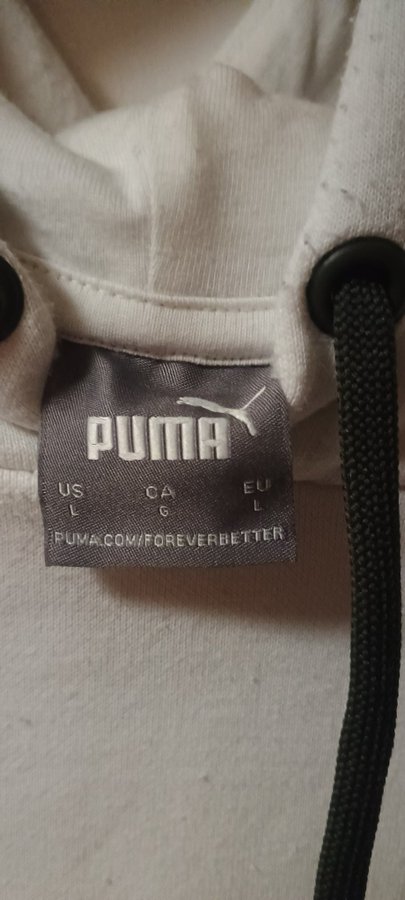 PUMA
US CA EU
L G L
PUMA.COM/FOREVERBETTER